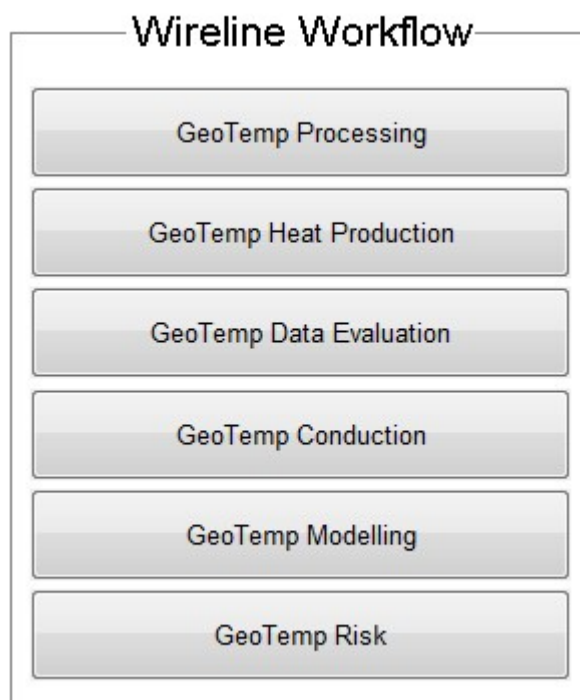 Wireline Workflow
GeoTemp Processing
GeoTemp Heat Production
GeoTemp Data Evaluation
GeoTemp Conduction
GeoTemp Modelling
GeoTemp Risk